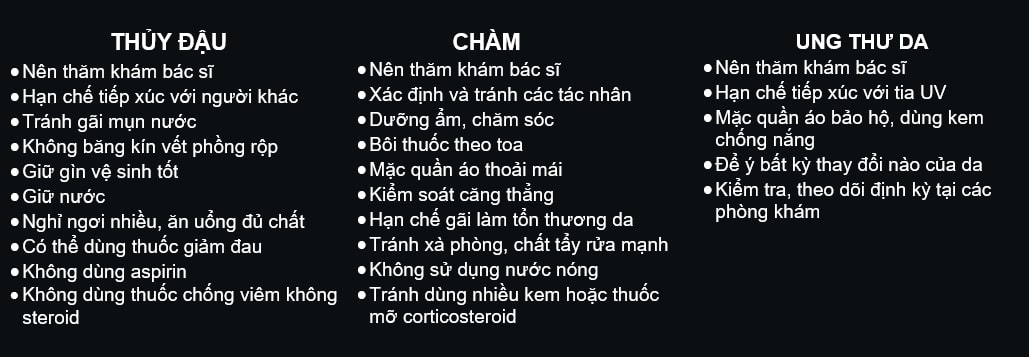 THỦY ĐẬU
●Nên thăm khám bác sĩ
●Hạn chế tiếp xúc với người khác
●Tránh gãi mụn nước
●Không băng kín vết phồng rộp
●Giữ gìn vệ sinh tốt
●Giữ nước
●Nghỉ ngơi nhiều, ăn uổng đủ chất
●Có thể dùng thuốc giảm đau
●Không dùng aspirin
●Không dùng thuốc chống viêm không
steroid
CHÀM
●Nên thăm khám bác sĩ
●Xác định và tránh các tác nhân
●Dưỡng ẩm, chăm sóc
●Bôi thuốc theo toa
●Mặc quần áo thoải mái
●Kiểm soát căng thẳng
●Hạn chế gãi làm tổn thương da
●Tránh xà phòng, chất tẩy rửa mạnh
●Không sử dụng nước nóng
●Tránh dùng nhiều kem hoặc thuốc
mỡ corticosteroid
UNG THƯ DA
●Nên thăm khám bác sĩ
●Hạn chế tiếp xúc với tia UV
●Mặc quần áo bảo hộ, dùng kem
chống nắng
●Để ý bất kỳ thay đổi nào của da
●Kiểm tra, theo dõi định kỳ tại các
phòng khám